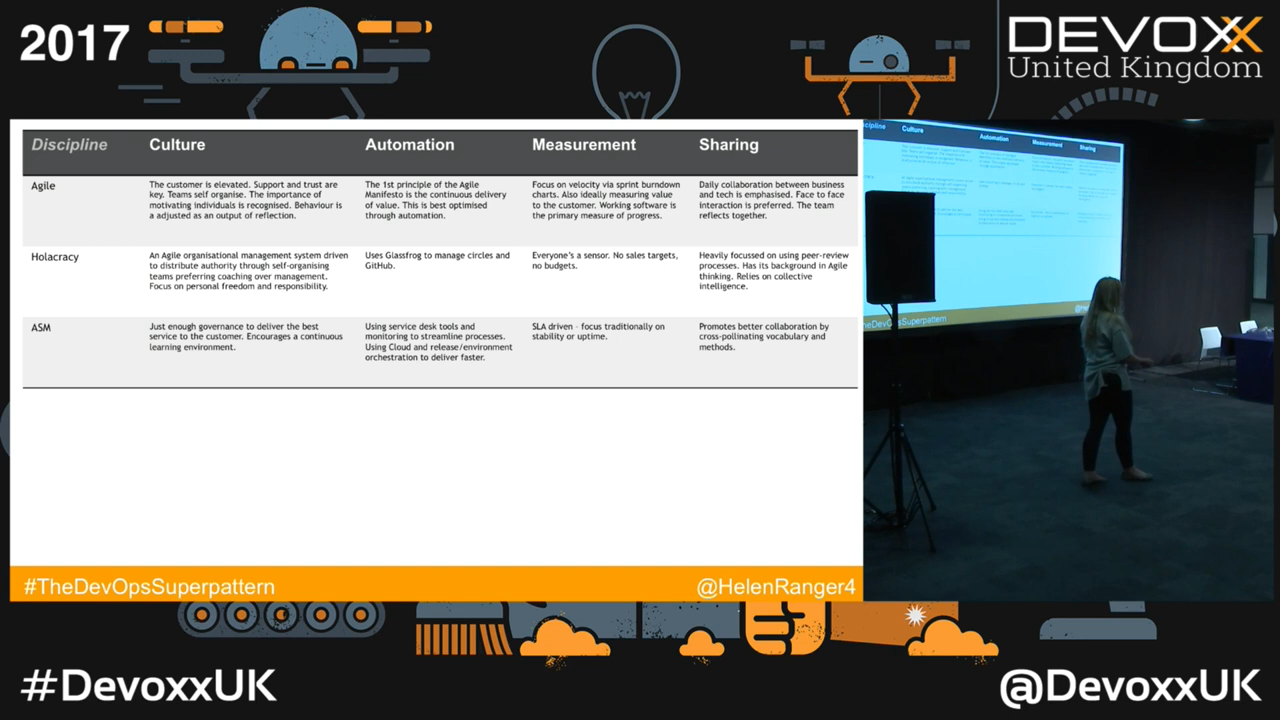 2017
DEVOXX
United Kingdom
Discipline Culture Automation Measurement Sharing
Agile
The customer is elevated. Support and trust are
key. Teams self organise. The importance of
motivating individuals is recognised. Behaviour is
a adjusted as an output of reflection.
The 1st principle of the Agile
Manifesto is the continuous delivery
of value. This is best optimised
through automation.
Focus on velocity via sprint burndown
charts. Also ideally measuring value
to the customer. Working software is
the primary measure of progress.
Daily collaboration between business
and tech is emphasised. Face to face
interaction is preferred. The team
reflects together.
Holacracy
An Agile organisational management system driven
to distribute authority through self-organising
teams preferring coaching over management.
Focus on personal freedom and responsibility.
Uses Glassfrog to manage circles and
GitHub.
Everyone's a sensor. No sales targets,
no budgets.
Heavily focussed on using peer-review
processes. Has its background in Agile
thinking. Relies on collective
intelligence.
ASM
Just enough governance to deliver the best
service to the customer. Encourages a continuous
learning environment.
Using service desk tools and
monitoring to streamline processes.
Using Cloud and release/environment
orchestration to deliver faster.
SLA driven - focus traditionally on
stability or uptime.
Promotes better collaboration by
cross-pollinating vocabulary and
methods.
#TheDevOpsSuperpattern
@HelenRanger4
Culture Automation Measurement Sharing
#DevoxxUK
@DevoxxUK